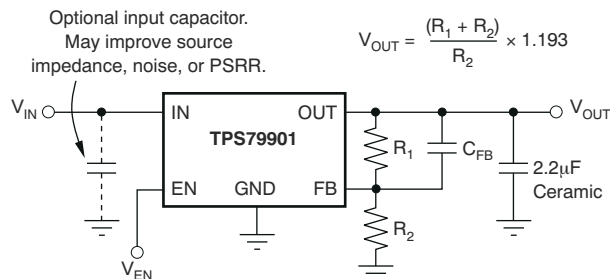 Optional input capacitor.
May improve source
impedance, noise, or PSRR.
V_OUT = (R_1 + R_2) / R_2 × 1.193
V_IN
IN
OUT
V_OUT
TPS79901
R_1
C_FB
2.2µF
Ceramic
EN
GND
FB
R_2
V_EN